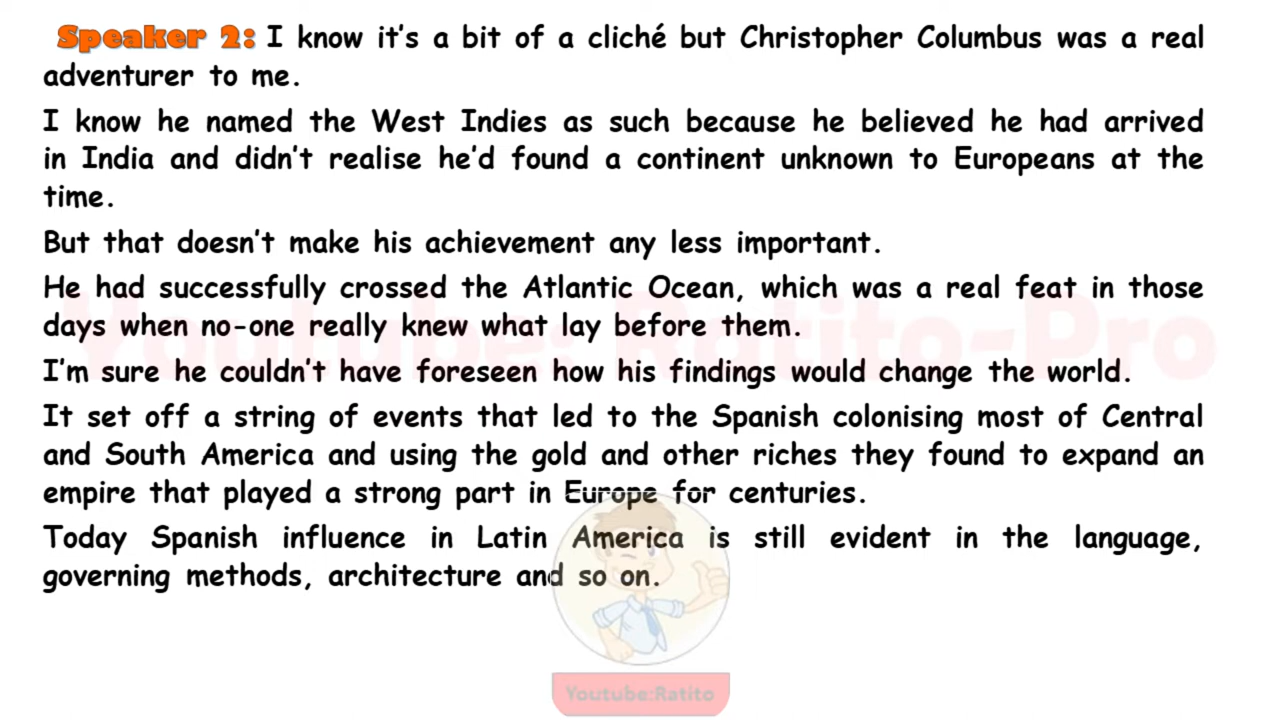 Speaker 2: I know it's a bit of a cliché but Christopher Columbus was a real
adventurer to me.
I know he named the West Indies as such because he believed he had arrived
in India and didn't realise he'd found a continent unknown to Europeans at the
time.
But that doesn't make his achievement any less important.
He had successfully crossed the Atlantic Ocean, which was a real feat in those
days when no-one really knew what lay before them.
Youtube: Ratito-Pro
I'm sure he couldn't have foreseen how his findings would change the world.
It set off a string of events that led to the Spanish colonising most of Central
and South America and using the gold and other riches they found to expand an
empire that played a strong part in Europe for centuries.
Today Spanish influence in Latin America is still evident in the language,
governing methods, architecture and so on.
Youtube:Ratito